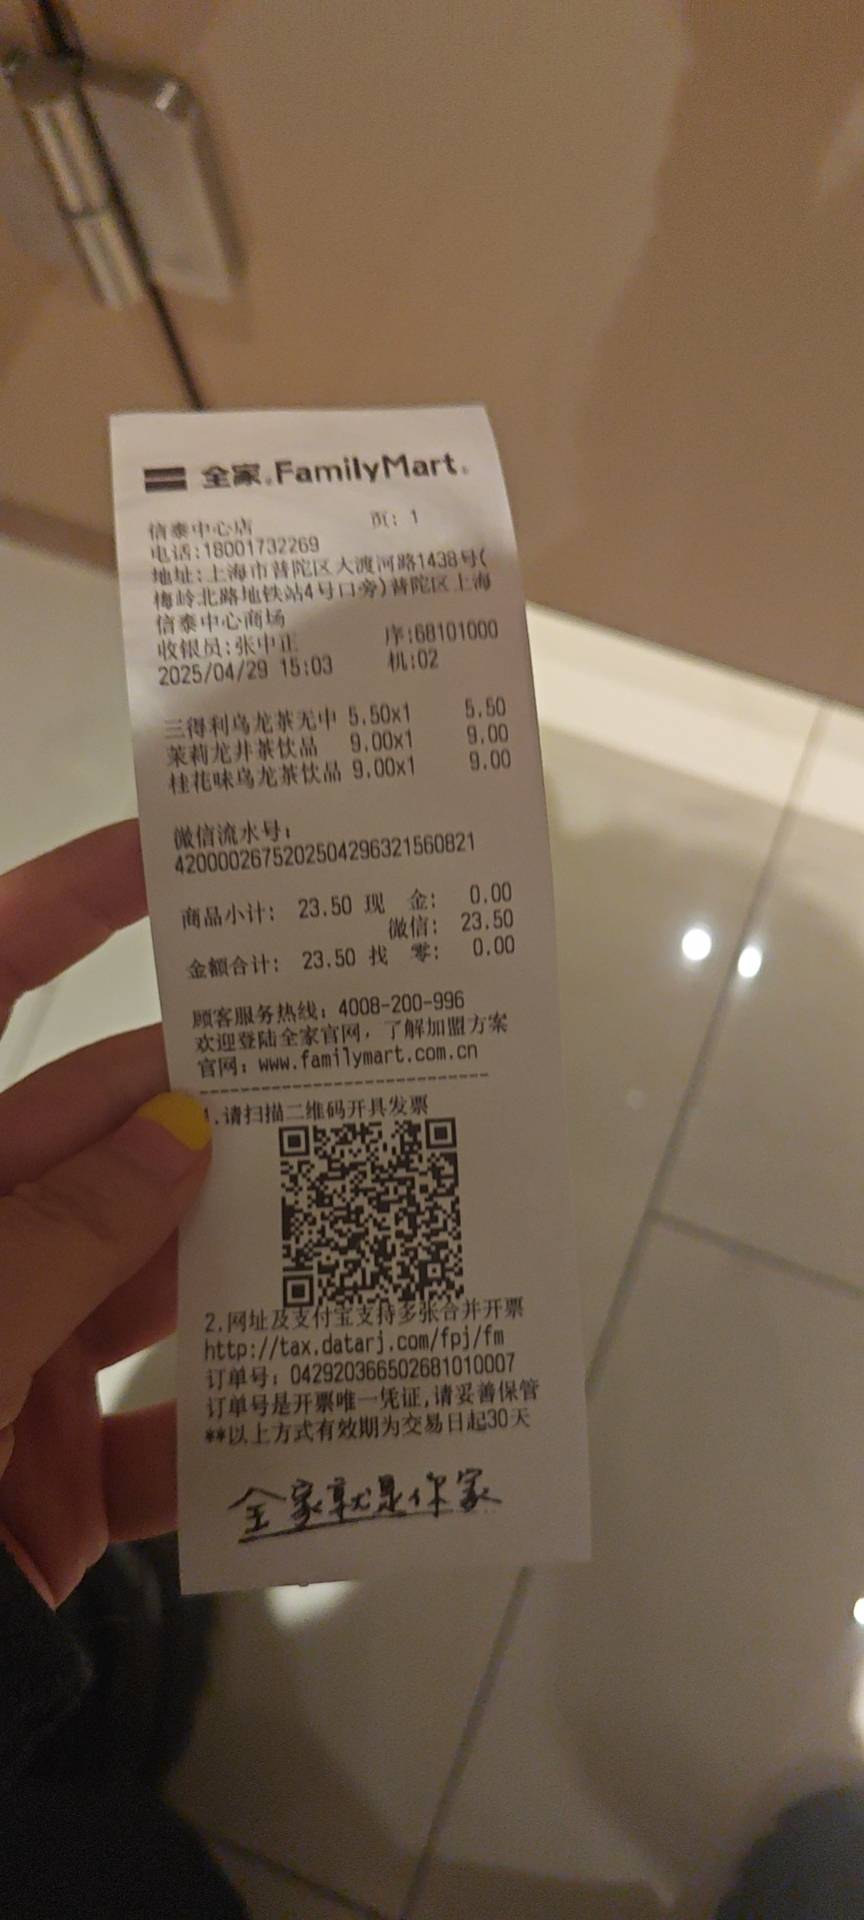 全家 FamilyMart
信泰中心店 页: 1
电话:18001732269
地址:上海市普陀区大渡河路1438号(
梅岭北路地铁站4号口旁)普陀区上海
信泰中心商场
收银员:张中正 序:68101000
2025/04/29 15:03 机:02
三得利乌龙茶无中 5.50x1 5.50
茉莉龙井茶饮品 9.00x1 9.00
桂花味乌龙茶饮品 9.00x1 9.00
微信流水号:
4200002675202504296321560821
商品小计: 23.50 现 金: 0.00
微信: 23.50
金额合计: 23.50 找 零: 0.00
顾客服务热线: 4008-200-996
欢迎登陆全家官网，了解加盟方案
官网: www.familymart.com.cn
1.请扫描二维码开具发票
2.网址及支付宝支持多张合并开票
http://tax.datarj.com/fpj/fm
订单号: 042920366502681010007
订单号是开票唯一凭证,请妥善保管
**以上方式有效期为交易日起30天
全家就是你家